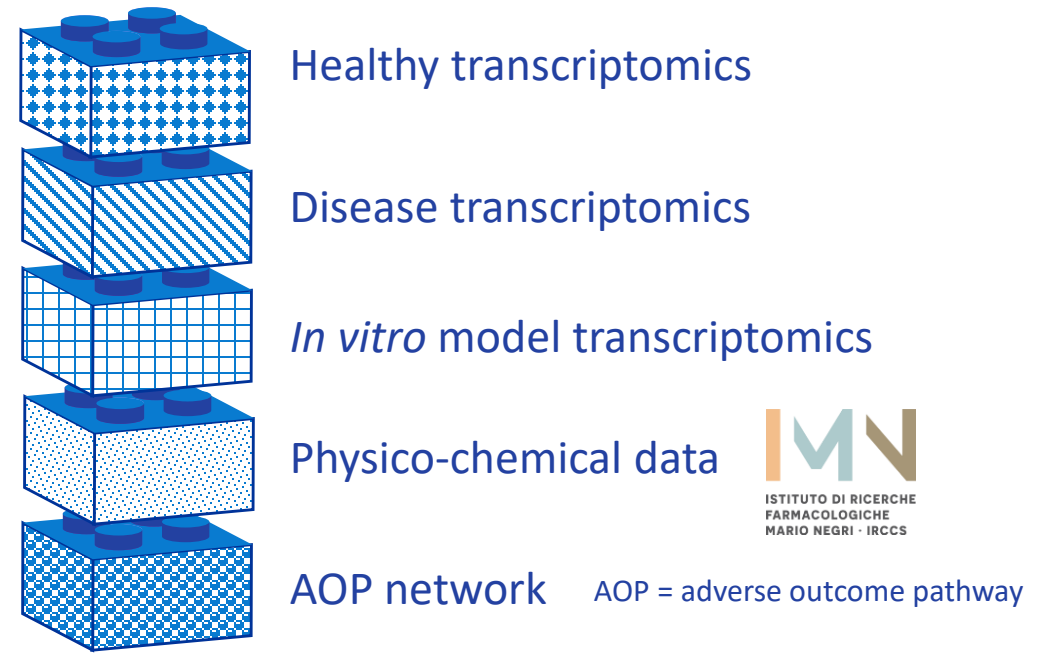 Healthy transcriptomics
Disease transcriptomics
In vitro model transcriptomics
Physico-chemical data
IMN
ISTITUTO DI RICERCHE
FARMACOLOGICHE
MARIO NEGRI · IRCCS
AOP network
AOP = adverse outcome pathway